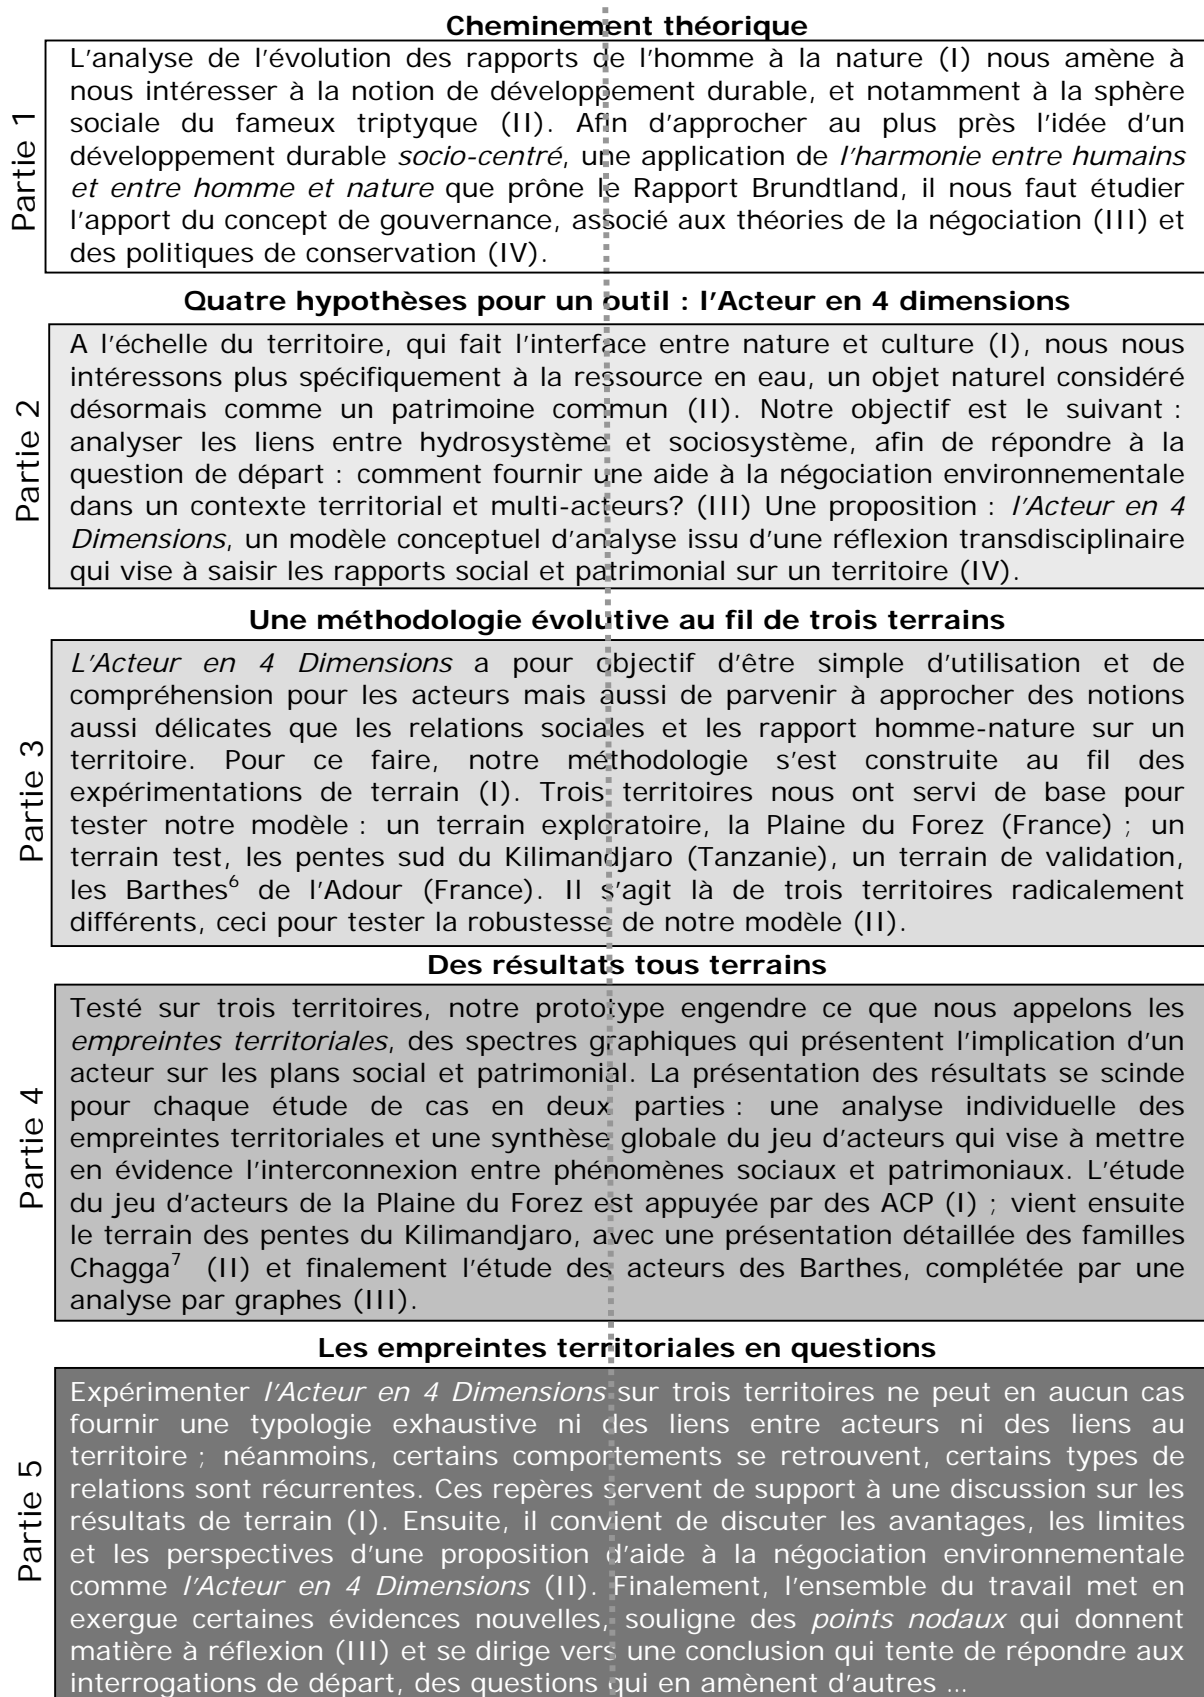 Cheminement théorique
Partie 1
L'analyse de l'évolution des rapports de l'homme à la nature (I) nous amène à
nous intéresser à la notion de développement durable, et notamment à la sphère
sociale du fameux triptyque (II). Afin d'approcher au plus près l'idée d'un
développement durable socio-centré, une application de l'harmonie entre humains
et entre homme et nature que prône le Rapport Brundtland, il nous faut étudier
l'apport du concept de gouvernance, associé aux théories de la négociation (III) et
des politiques de conservation (IV).
Quatre hypothèses pour un outil : l'Acteur en 4 dimensions
Partie 2
A l'échelle du territoire, qui fait l'interface entre nature et culture (I), nous nous
intéressons plus spécifiquement à la ressource en eau, un objet naturel considéré
désormais comme un patrimoine commun (II). Notre objectif est le suivant :
analyser les liens entre hydrosystème et sociosystème, afin de répondre à la
question de départ : comment fournir une aide à la négociation environnementale
dans un contexte territorial et multi-acteurs? (III) Une proposition : l'Acteur en 4
Dimensions, un modèle conceptuel d'analyse issu d'une réflexion transdisciplinaire
qui vise à saisir les rapports social et patrimonial sur un territoire (IV).
Une méthodologie évolutive au fil de trois terrains
Partie 3
L'Acteur en 4 Dimensions a pour objectif d'être simple d'utilisation et de
compréhension pour les acteurs mais aussi de parvenir à approcher des notions
aussi délicates que les relations sociales et les rapport homme-nature sur un
territoire. Pour ce faire, notre méthodologie s'est construite au fil des
expérimentations de terrain (I). Trois territoires nous ont servi de base pour
tester notre modèle : un terrain exploratoire, la Plaine du Forez (France) ; un
terrain test, les pentes sud du Kilimandjaro (Tanzanie), un terrain de validation,
les Barthes6 de l'Adour (France). Il s'agit là de trois territoires radicalement
différents, ceci pour tester la robustesse de notre modèle (II).
Des résultats tous terrains
Partie 4
Testé sur trois territoires, notre prototype engendre ce que nous appelons les
empreintes territoriales, des spectres graphiques qui présentent l'implication d'un
acteur sur les plans social et patrimonial. La présentation des résultats se scinde
pour chaque étude de cas en deux parties : une analyse individuelle des
empreintes territoriales et une synthèse globale du jeu d'acteurs qui vise à mettre
en évidence l'interconnexion entre phénomènes sociaux et patrimoniaux. L'étude
du jeu d'acteurs de la Plaine du Forez est appuyée par des ACP (I) ; vient ensuite
le terrain des pentes du Kilimandjaro, avec une présentation détaillée des familles
Chagga7 (II) et finalement l'étude des acteurs des Barthes, complétée par une
analyse par graphes (III).
Les empreintes territoriales en questions
Partie 5
Expérimenter l'Acteur en 4 Dimensions sur trois territoires ne peut en aucun cas
fournir une typologie exhaustive ni des liens entre acteurs ni des liens au
territoire ; néanmoins, certains comportements se retrouvent, certains types de
relations sont récurrentes. Ces repères servent de support à une discussion sur les
résultats de terrain (I). Ensuite, il convient de discuter les avantages, les limites
et les perspectives d'une proposition d'aide à la négociation environnementale
comme l'Acteur en 4 Dimensions (II). Finalement, l'ensemble du travail met en
exergue certaines évidences nouvelles, souligne des points nodaux qui donnent
matière à réflexion (III) et se dirige vers une conclusion qui tente de répondre aux
interrogations de départ, des questions qui en amènent d'autres ...